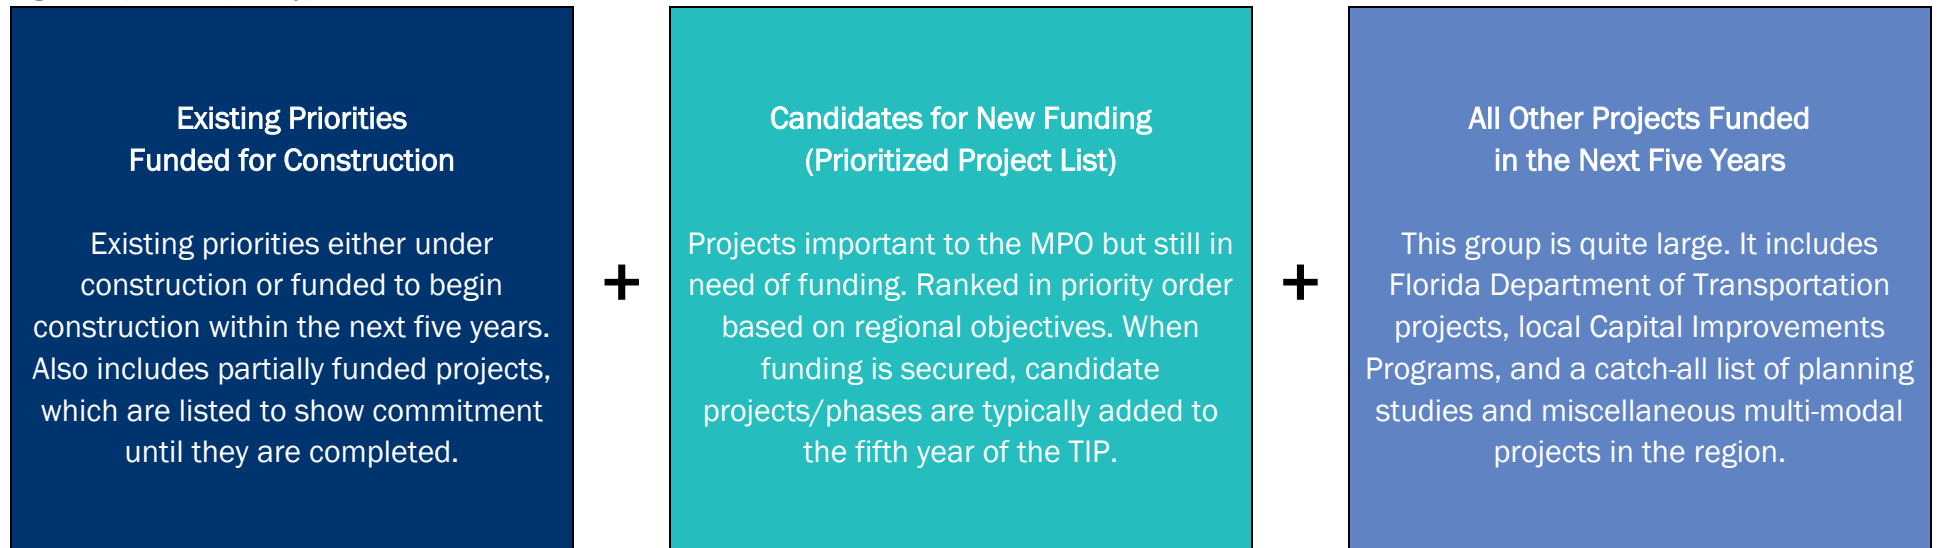 Existing Priorities
Funded for Construction
Existing priorities either under
construction or funded to begin
construction within the next five years.
Also includes partially funded projects,
which are listed to show commitment
until they are completed.
+
Candidates for New Funding
(Prioritized Project List)
Projects important to the MPO but still in
need of funding. Ranked in priority order
based on regional objectives. When
funding is secured, candidate
projects/phases are typically added to
the fifth year of the TIP.
+
All Other Projects Funded
in the Next Five Years
This group is quite large. It includes
Florida Department of Transportation
projects, local Capital Improvements
Programs, and a catch-all list of planning
studies and miscellaneous multi-modal
projects in the region.